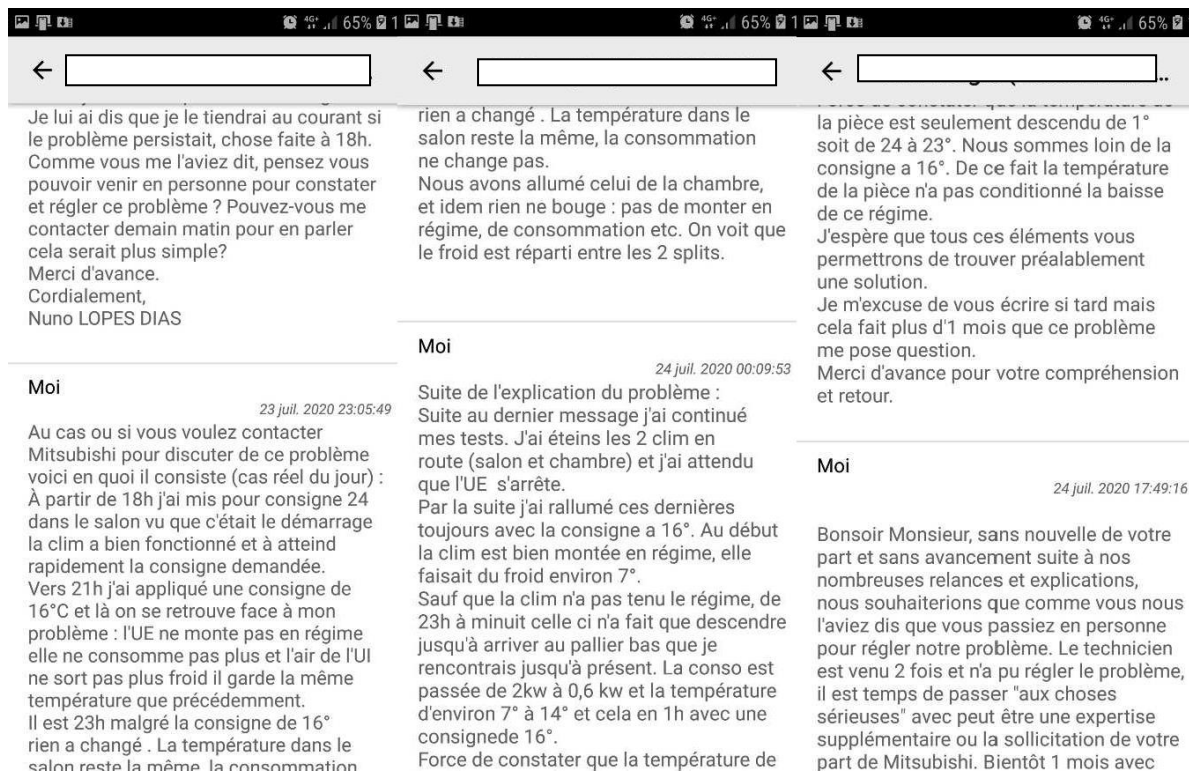 4G+ 65% 1
Je lui ai dis que je le tiendrai au courant si
le problème persistait, chose faite à 18h.
Comme vous me l'aviez dit, pensez vous
pouvoir venir en personne pour constater
et régler ce problème ? Pouvez-vous me
contacter demain matin pour en parler
cela serait plus simple?
Merci d'avance.
Cordialement,
Nuno LOPES DIAS
Moi
23 juil. 2020 23:05:49
Au cas ou si vous voulez contacter
Mitsubishi pour discuter de ce problème
voici en quoi il consiste (cas réel du jour) :
À partir de 18h j'ai mis pour consigne 24
dans le salon vu que c'était le démarrage
la clim a bien fonctionné et à atteind
rapidement la consigne demandée.
Vers 21h j'ai appliqué une consigne de
16°C et là on se retrouve face à mon
problème : l'UE ne monte pas en régime
elle ne consomme pas plus et l'air de l'UI
ne sort pas plus froid il garde la même
température que précédemment.
Il est 23h malgré la consigne de 16°
rien a changé . La température dans le
salon reste la même, la consommation
4G+ 65% 1
rien a changé . La température dans le
salon reste la même, la consommation
ne change pas.
Nous avons allumé celui de la chambre,
et idem rien ne bouge : pas de monter en
régime, de consommation etc. On voit que
le froid est réparti entre les 2 splits.
Moi
24 juil. 2020 00:09:53
Suite de l'explication du problème :
Suite au dernier message j'ai continué
mes tests. J'ai éteins les 2 clim en
route (salon et chambre) et j'ai attendu
que l'UE s'arrête.
Par la suite j'ai rallumé ces dernières
toujours avec la consigne a 16°. Au début
la clim est bien montée en régime, elle
faisait du froid environ 7°.
Sauf que la clim n'a pas tenu le régime, de
23h à minuit celle ci n'a fait que descendre
jusqu'à arriver au pallier bas que je
rencontrais jusqu'à présent. La conso est
passée de 2kw à 0,6 kw et la température
d'environ 7° à 14° et cela en 1h avec une
consignede 16°.
Force de constater que la température de
4G+ 65%
...
Force de constater que la température de
la pièce est seulement descendu de 1°
soit de 24 à 23°. Nous sommes loin de la
consigne a 16°. De ce fait la température
de la pièce n'a pas conditionné la baisse
de ce régime.
J'espère que tous ces éléments vous
permettrons de trouver préalablement
une solution.
Je m'excuse de vous écrire si tard mais
cela fait plus d'1 mois que ce problème
me pose question.
Merci d'avance pour votre compréhension
et retour.
Moi
24 juil. 2020 17:49:16
Bonsoir Monsieur, sans nouvelle de votre
part et sans avancement suite à nos
nombreuses relances et explications,
nous souhaiterions que comme vous nous
l'aviez dis que vous passiez en personne
pour régler notre problème. Le technicien
est venu 2 fois et n'a pu régler le problème,
il est temps de passer "aux choses
sérieuses" avec peut être une expertise
supplémentaire ou la sollicitation de votre
part de Mitsubishi. Bientôt 1 mois avec